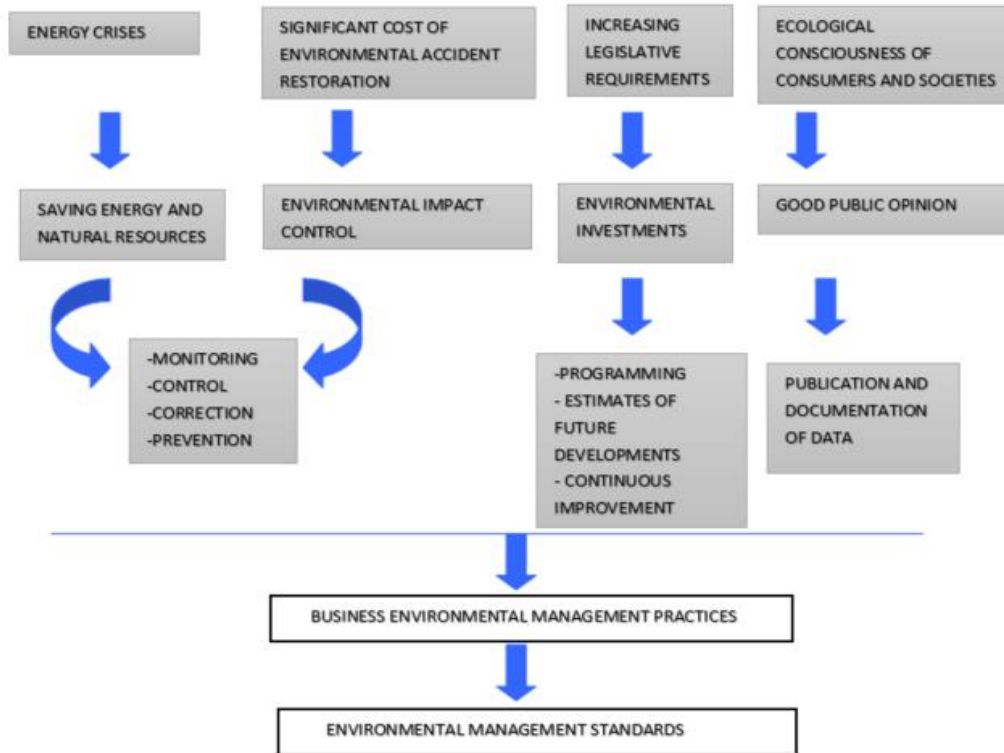 ENERGY CRISES
SIGNIFICANT COST OF
ENVIRONMENTAL ACCIDENT
RESTORATION
INCREASING
LEGISLATIVE
REQUIREMENTS
ECOLOGICAL
CONSCIOUSNESS OF
CONSUMERS AND SOCIETIES
SAVING ENERGY AND
NATURAL RESOURCES
ENVIRONMENTAL IMPACT
CONTROL
ENVIRONMENTAL
INVESTMENTS
GOOD PUBLIC OPINION
-MONITORING
-CONTROL
-CORRECTION
-PREVENTION
-PROGRAMMING
- ESTIMATES OF
FUTURE
DEVELOPMENTS
- CONTINUOUS
IMPROVEMENT
PUBLICATION AND
DOCUMENTATION
OF DATA
BUSINESS ENVIRONMENTAL MANAGEMENT PRACTICES
ENVIRONMENTAL MANAGEMENT STANDARDS